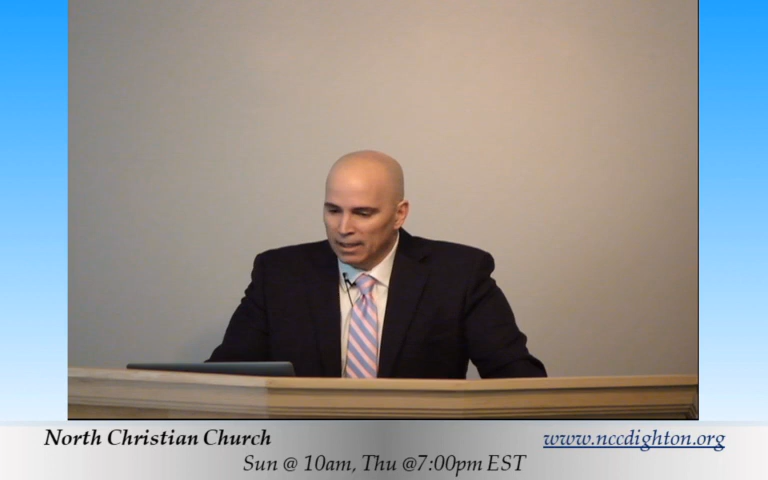 North Christian Church
www.nccdighton.org
Sun @ 10am, Thu @7:00pm EST